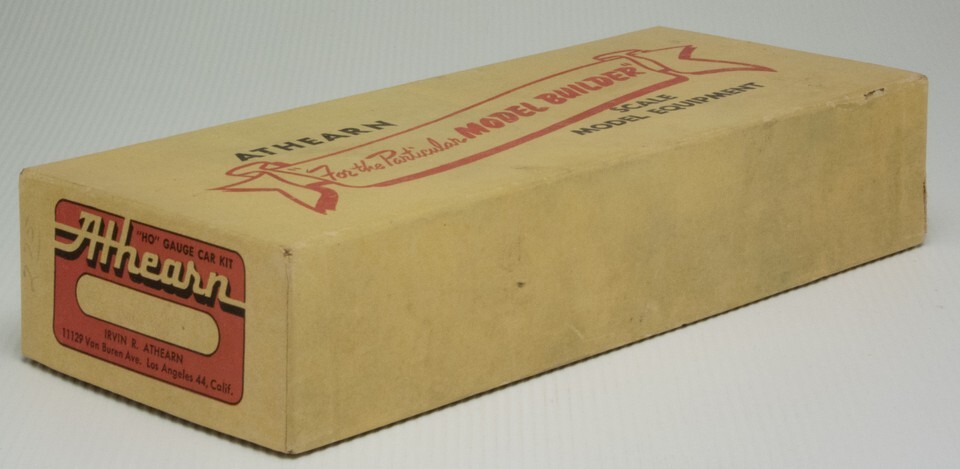 ATHEARN
"For the Particular MODEL BUILDER"
SCALE
MODEL EQUIPMENT
"HO" GAUGE CAR KIT
Athearn
IRVIN R. ATHEARN
11129 Van Buren Ave. Los Angeles 44, Calif.